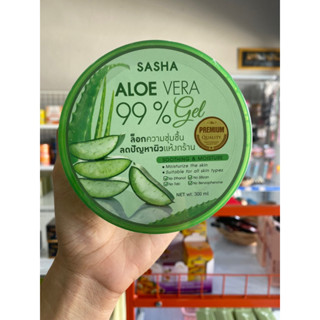 SASHA
ALOE VERA
99 % Gel
ล็อกความชุ่มชื้น
ลดปัญหาผิวแห้งกร้าน
PREMIUM
SOOTHING & MOISTURE
• Moisturize the skin
• Suitable for all skin types
NET wt. 300 ml